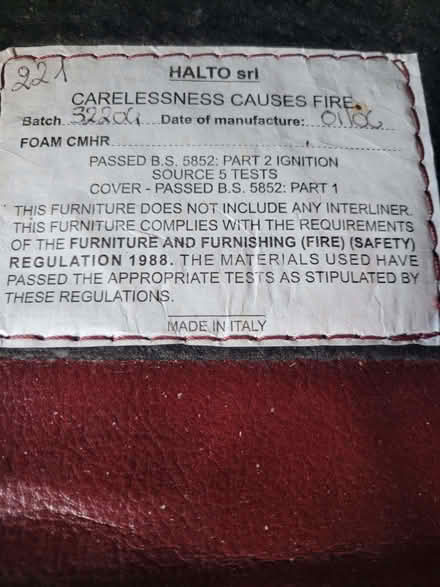 221
HALTO srl
CARELESSNESS CAUSES FIRE.
Batch Date of manufacture:
FOAM CMHR
PASSED B.S. 5852: PART 2 IGNITION
SOURCE 5 TESTS
COVER - PASSED B.S. 5852: PART 1
THIS FURNITURE DOES NOT INCLUDE ANY INTERLINER.
THIS FURNITURE COMPLIES WITH THE REQUIREMENTS
OF THE FURNITURE AND FURNISHING (FIRE) (SAFETY)
REGULATION 1988. THE MATERIALS USED HAVE
PASSED THE APPROPRIATE TESTS AS STIPULATED BY
THESE REGULATIONS.
MADE IN ITALY